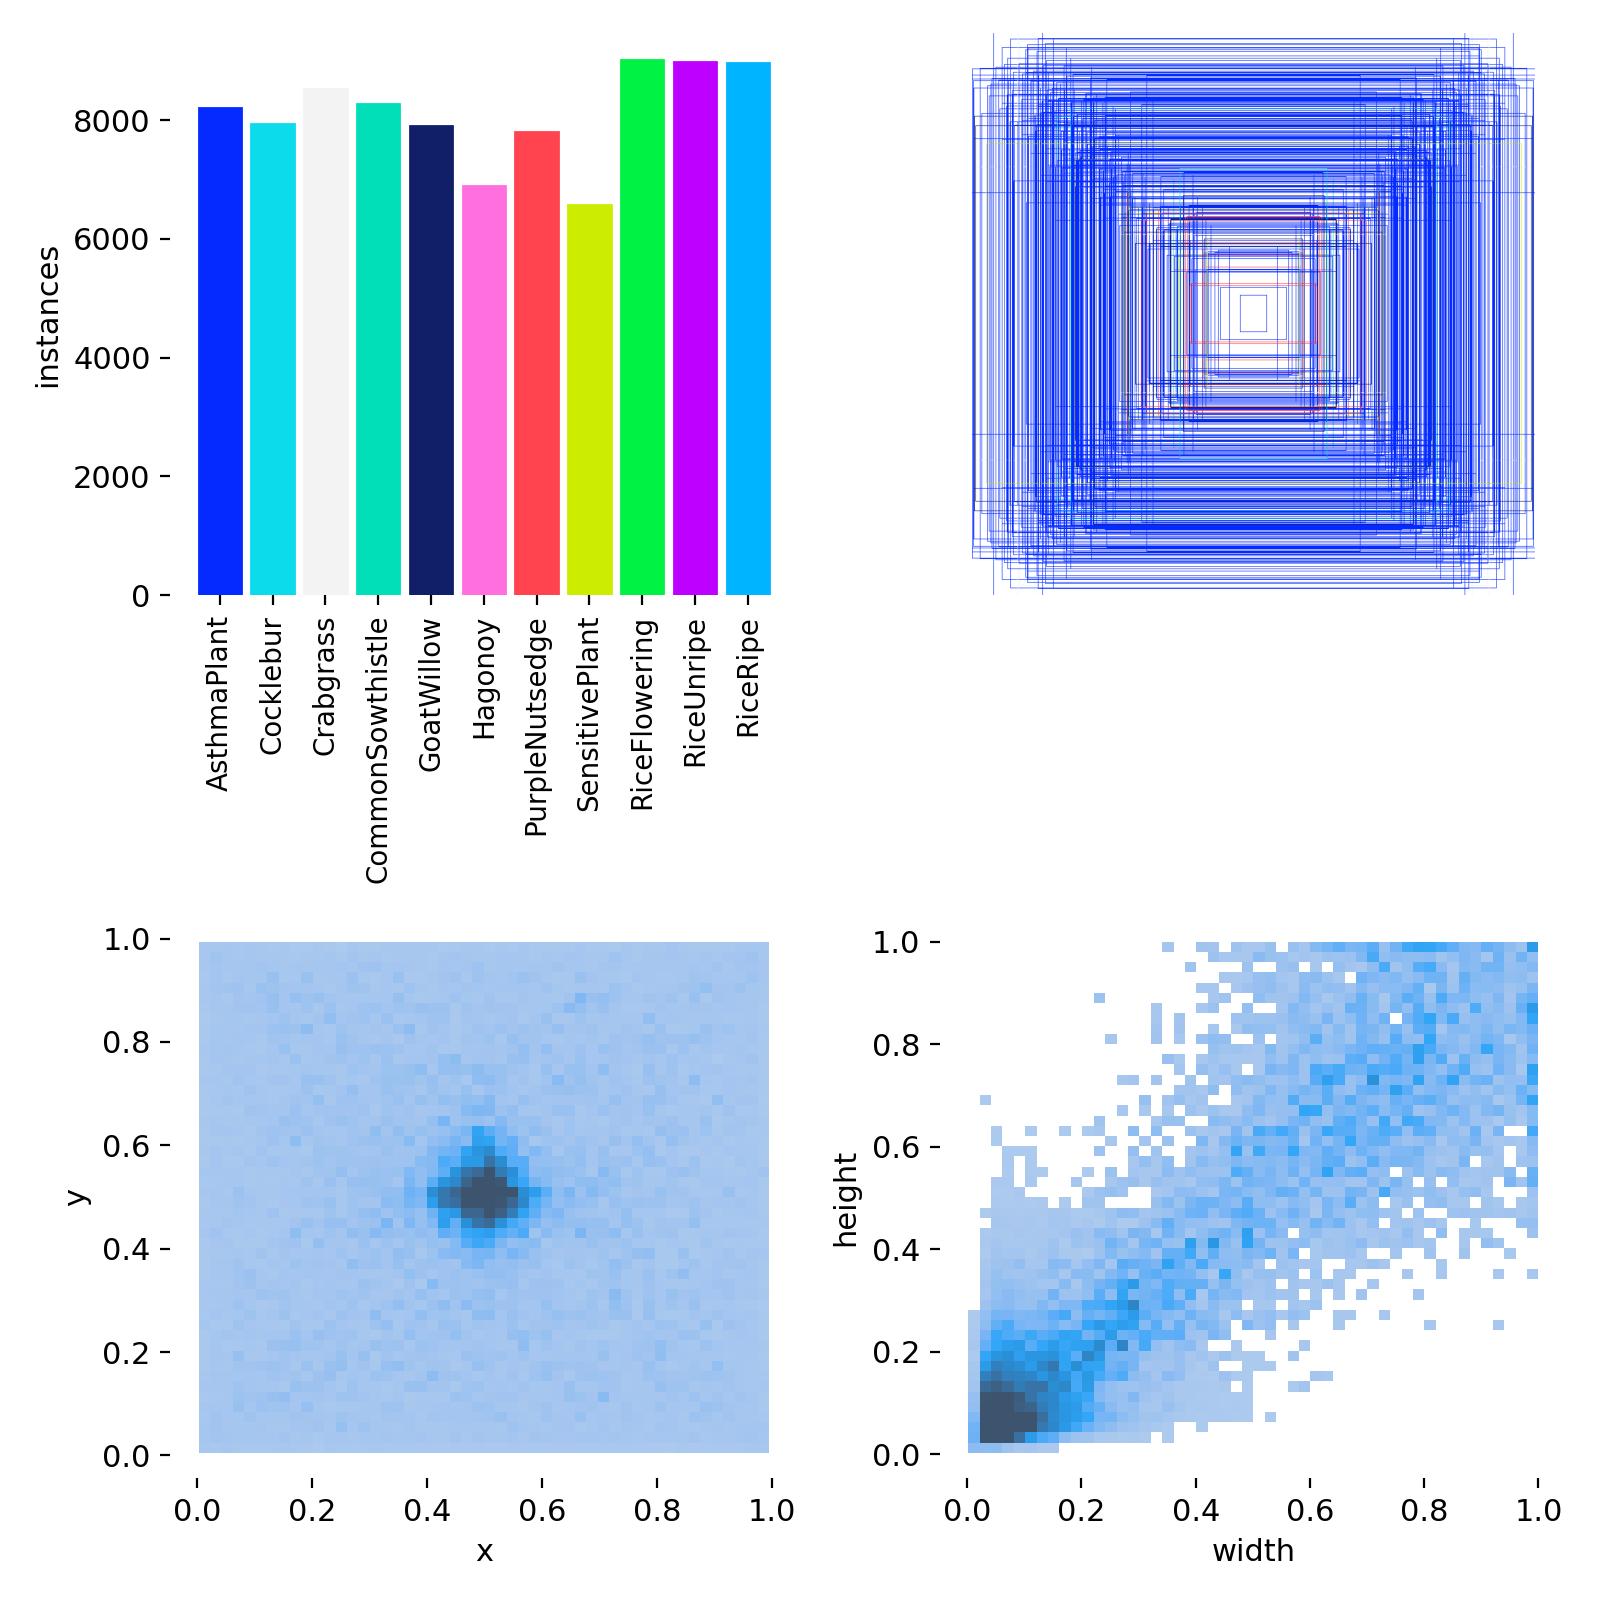 instances
8000
6000
4000
2000
0
AsthmaPlant
Cocklebur
Crabgrass
CommonSowthistle
GoatWillow
Hagonoy
PurpleNutsedge
SensitivePlant
RiceFlowering
RiceUnripe
RiceRipe
y
1.0
0.8
0.6
0.4
0.2
0.0
0.0 0.2 0.4 0.6 0.8 1.0
x
height
1.0
0.8
0.6
0.4
0.2
0.0
0.0 0.2 0.4 0.6 0.8 1.0
width